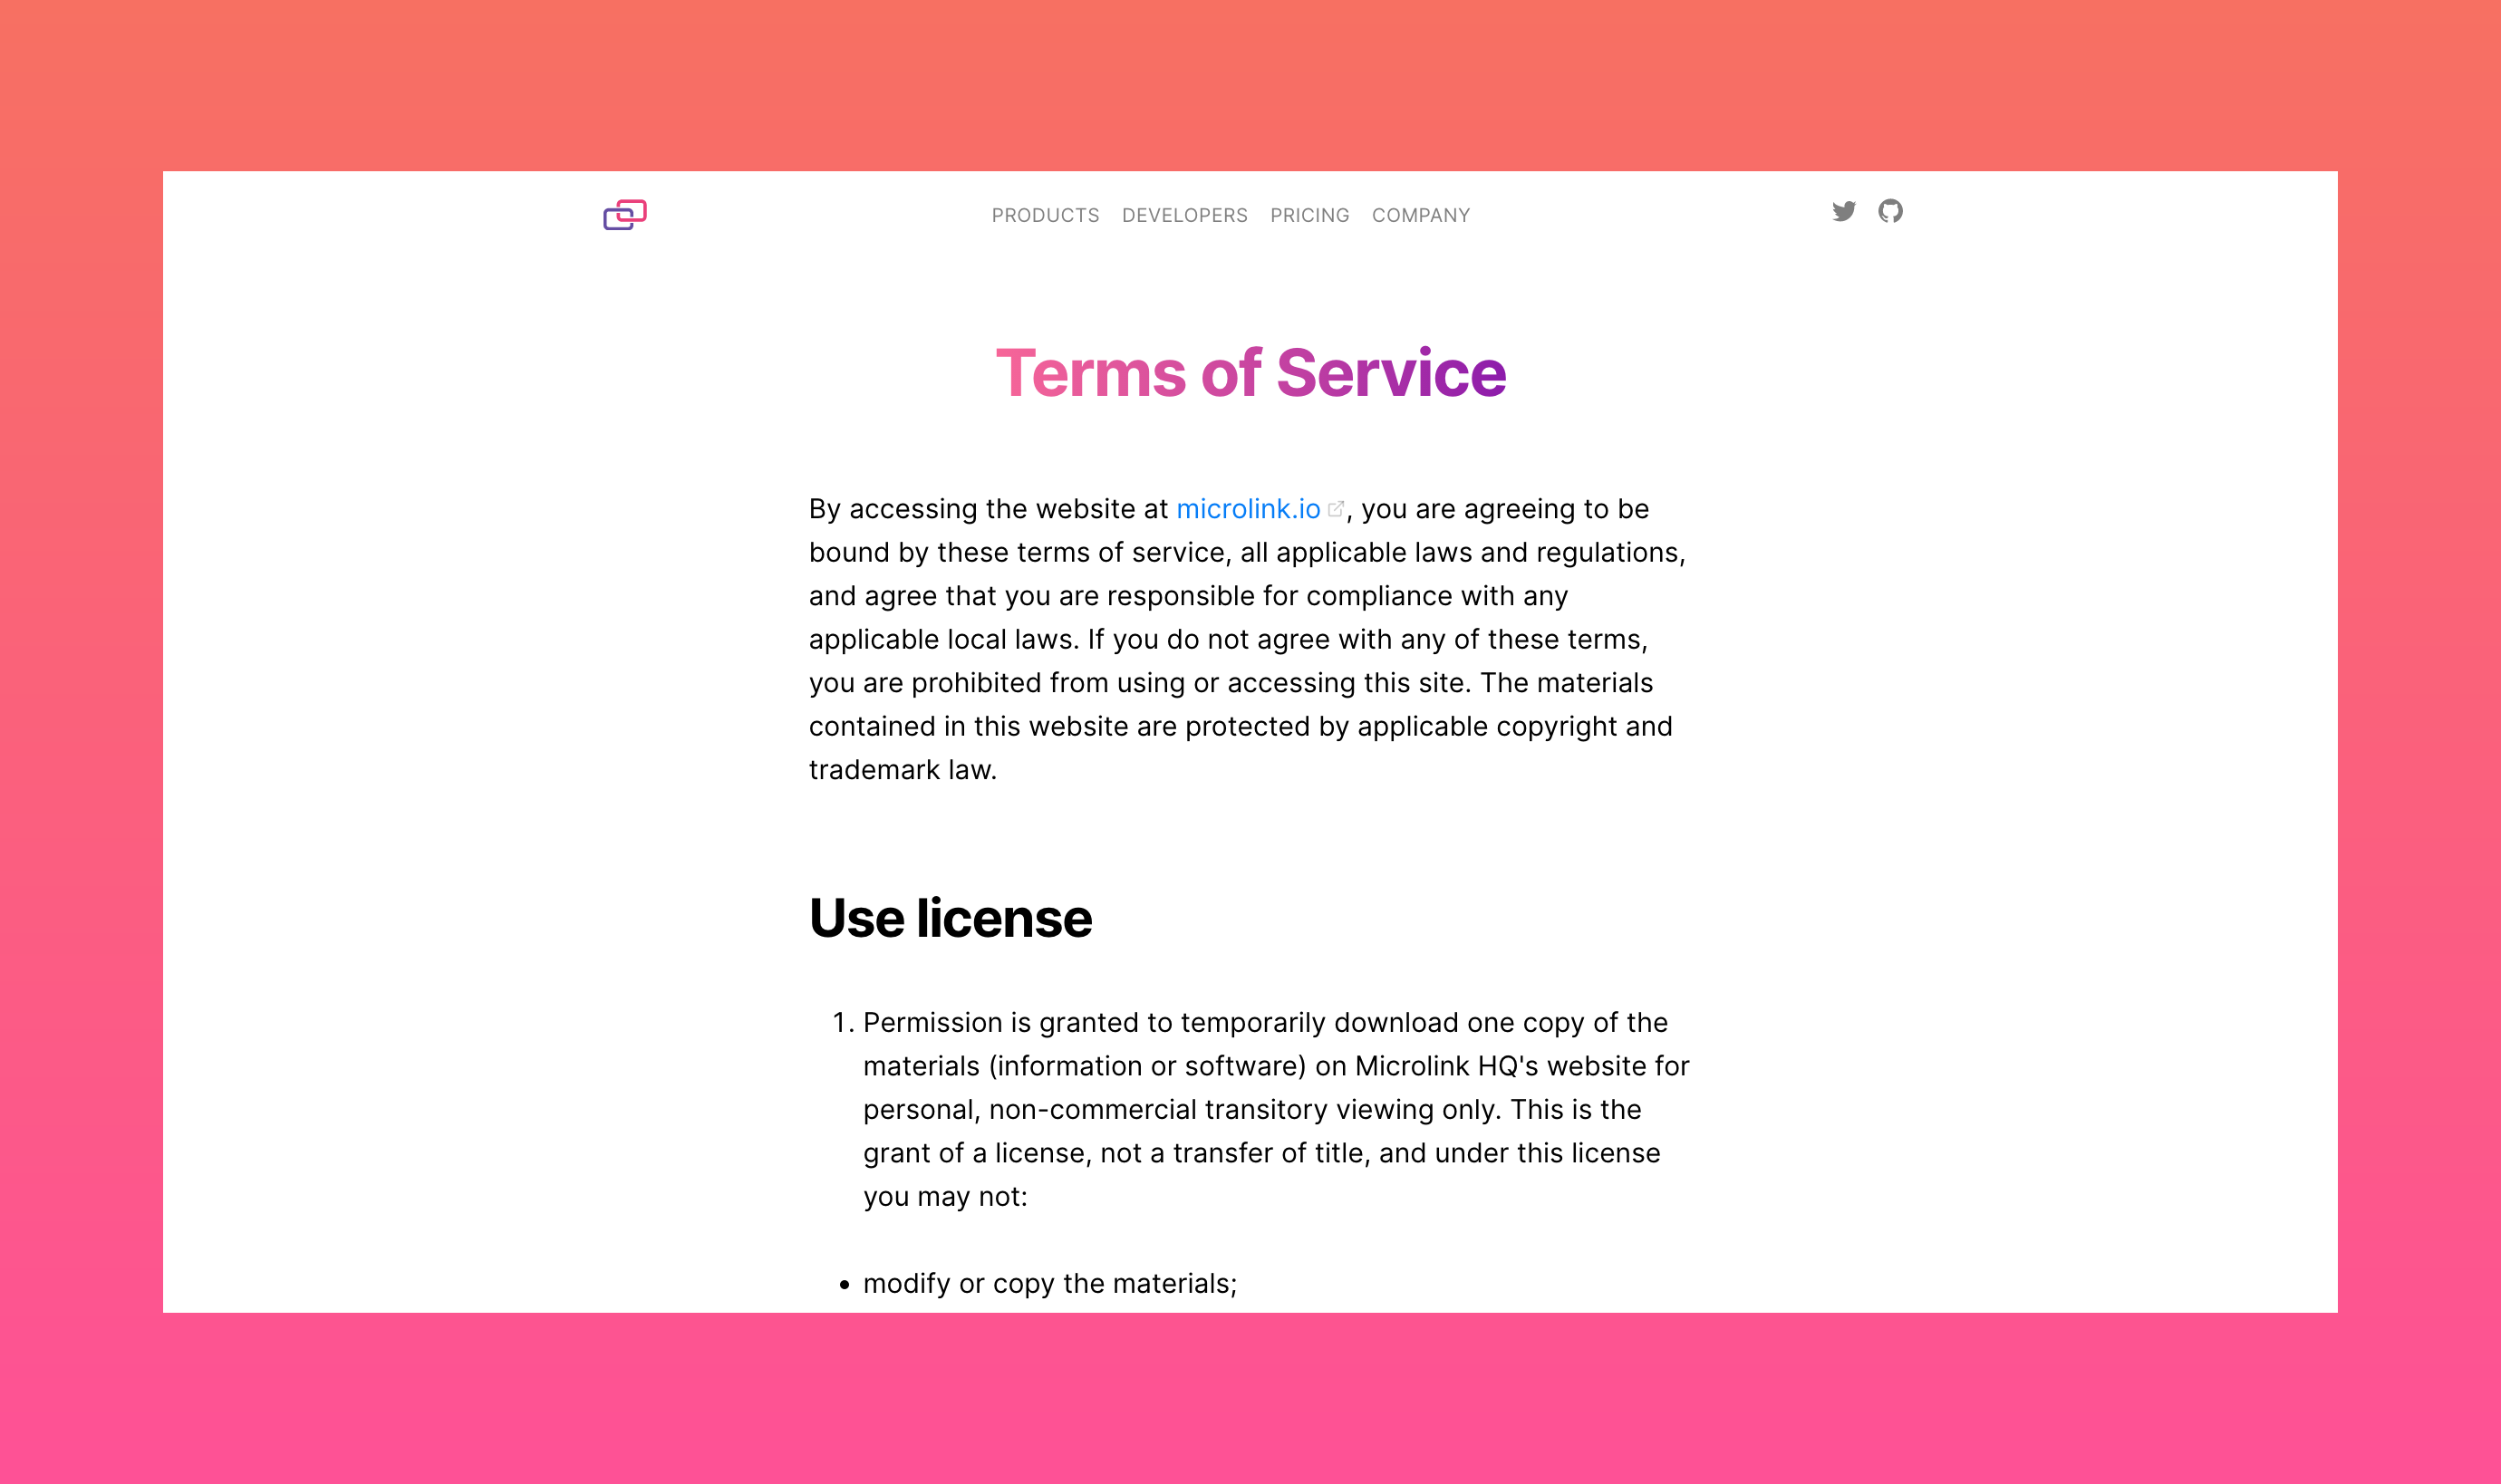 PRODUCTS DEVELOPERS PRICING COMPANY
Terms of Service
By accessing the website at microlink.io, you are agreeing to be
bound by these terms of service, all applicable laws and regulations,
and agree that you are responsible for compliance with any
applicable local laws. If you do not agree with any of these terms,
you are prohibited from using or accessing this site. The materials
contained in this website are protected by applicable copyright and
trademark law.
Use license
1. Permission is granted to temporarily download one copy of the
materials (information or software) on Microlink HQ's website for
personal, non-commercial transitory viewing only. This is the
grant of a license, not a transfer of title, and under this license
you may not:
• modify or copy the materials;